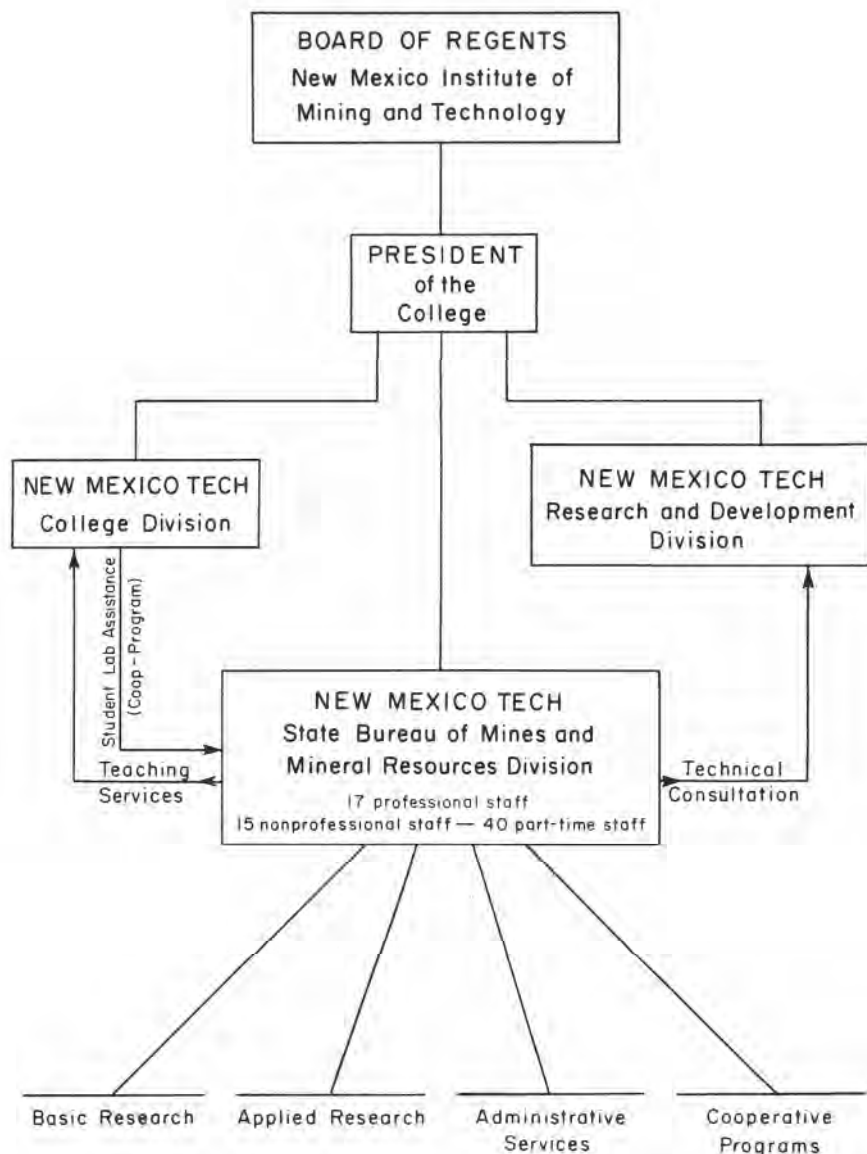 BOARD OF REGENTS
New Mexico Institute of
Mining and Technology
PRESIDENT
of the
College
NEW MEXICO TECH
College Division
NEW MEXICO TECH
Research and Development
Division
Student Lab Assistance
(Coop-Program)
NEW MEXICO TECH
State Bureau of Mines and
Mineral Resources Division
17 professional staff
15 nonprofessional staff — 40 part-time staff
Teaching
Services
Technical
Consultation
Basic Research
Applied Research
Administrative
Services
Cooperative
Programs